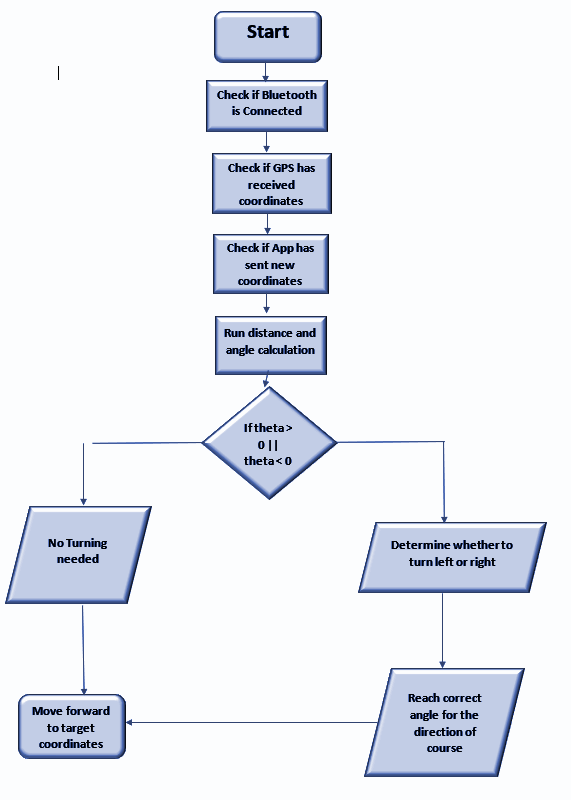 Start
Check if Bluetooth
is Connected
Check if GPS has
received
coordinates
Check if App has
sent new
coordinates
Run distance and
angle calculation
If theta >
0 ||
theta < 0
No Turning
needed
Determine whether to
turn left or right
Move forward
to target
coordinates
Reach correct
angle for the
direction of
course